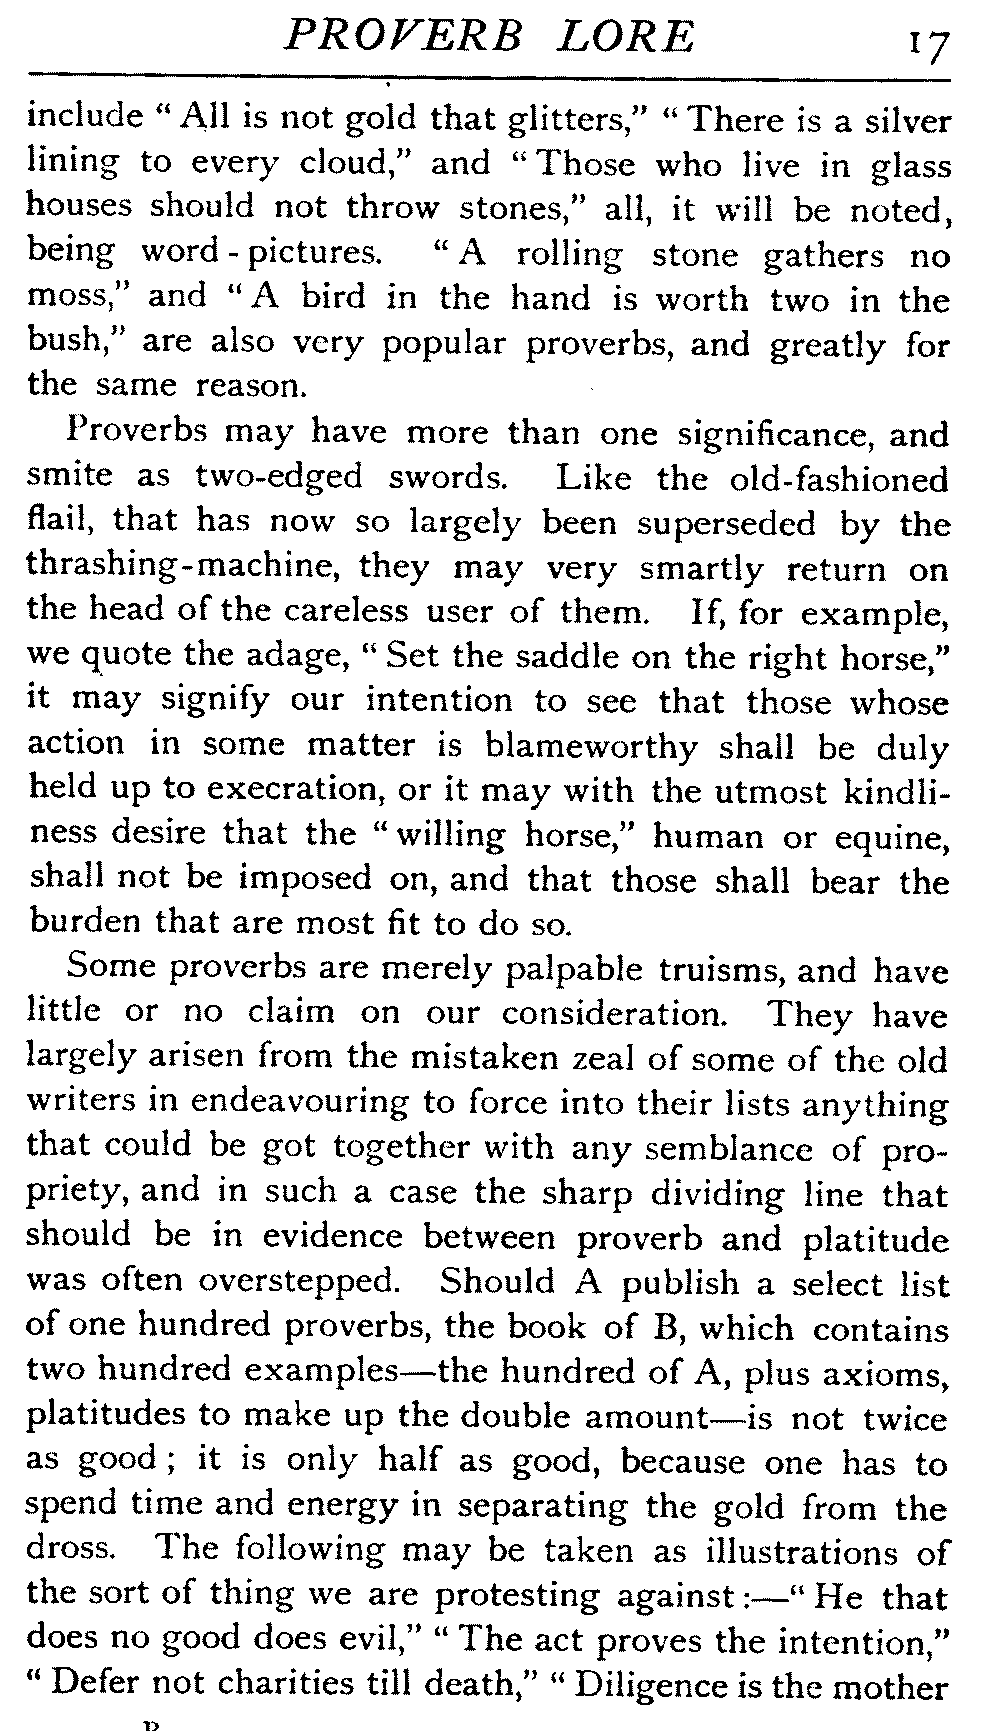 PROVERB LORE 17
include “ All is not gold that glitters,” “ There is a silver
lining to every cloud,” and “ Those who live in glass
houses should not throw stones,” all, it will be noted,
being word - pictures. “ A rolling stone gathers no
moss,” and “ A bird in the hand is worth two in the
bush,” are also very popular proverbs, and greatly for
the same reason.
Proverbs may have more than one significance, and
smite as two-edged swords. Like the old-fashioned
flail, that has now so largely been superseded by the
thrashing-machine, they may very smartly return on
the head of the careless user of them. If, for example,
we quote the adage, “ Set the saddle on the right horse,”
it may signify our intention to see that those whose
action in some matter is blameworthy shall be duly
held up to execration, or it may with the utmost kindli-
ness desire that the “ willing horse,” human or equine,
shall not be imposed on, and that those shall bear the
burden that are most fit to do so.
Some proverbs are merely palpable truisms, and have
little or no claim on our consideration. They have
largely arisen from the mistaken zeal of some of the old
writers in endeavouring to force into their lists anything
that could be got together with any semblance of pro-
priety, and in such a case the sharp dividing line that
should be in evidence between proverb and platitude
was often overstepped. Should A publish a select list
of one hundred proverbs, the book of B, which contains
two hundred examples—the hundred of A, plus axioms,
platitudes to make up the double amount—is not twice
as good ; it is only half as good, because one has to
spend time and energy in separating the gold from the
dross. The following may be taken as illustrations of
the sort of thing we are protesting against :—“ He that
does no good does evil,” “ The act proves the intention,”
“ Defer not charities till death,” “ Diligence is the mother
B